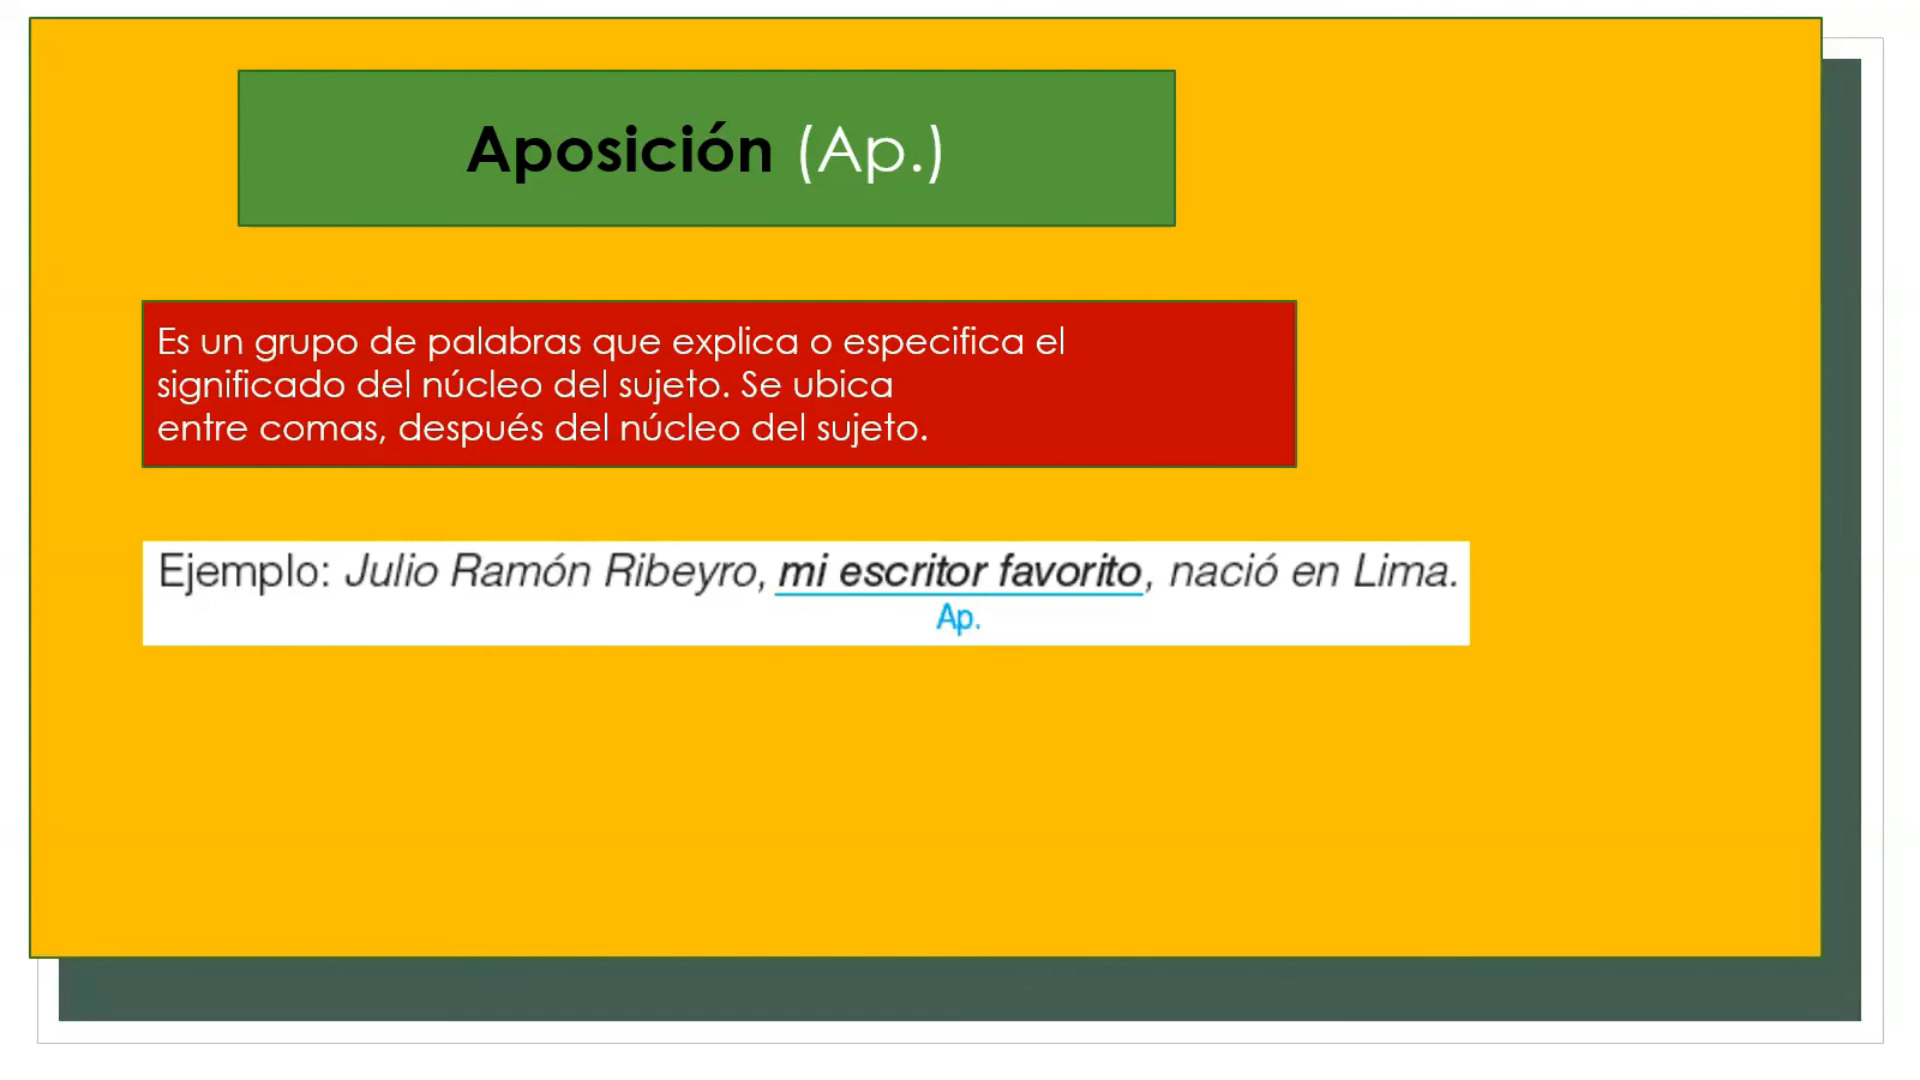 Aposición (Ap.)
Es un grupo de palabras que explica o especifica el
significado del núcleo del sujeto. Se ubica
entre comas, después del núcleo del sujeto.
Ejemplo: Julio Ramón Ribeyro, mi escritor favorito, nació en Lima.
Ap.